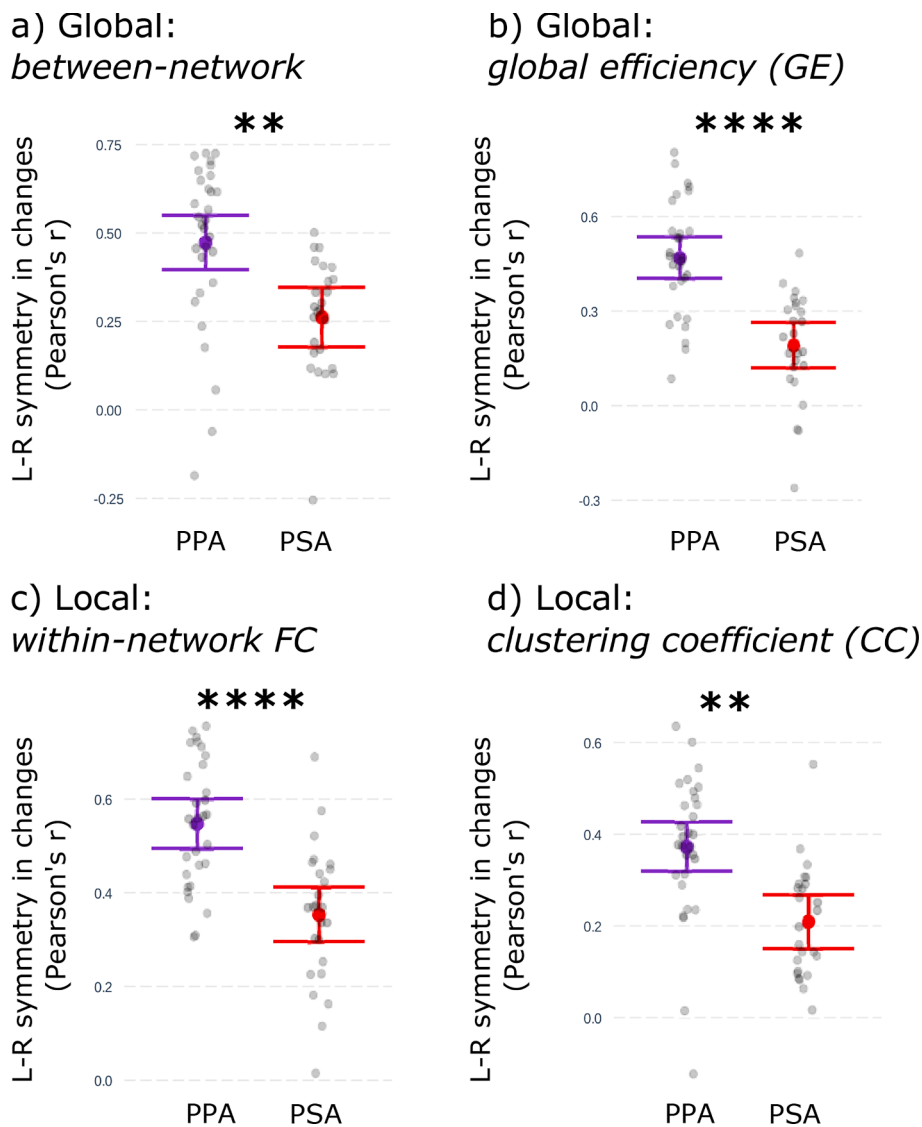 a) Global:
between-network
b) Global:
global efficiency (GE)
**
L-R symmetry in changes
(Pearson's r)
0.75
0.50
0.25
0.00
-0.25
PPA
PSA
****
L-R symmetry in changes
(Pearson's r)
0.6
0.3
0.0
-0.3
PPA
PSA
c) Local:
within-network FC
d) Local:
clustering coefficient (CC)
****
L-R symmetry in changes
(Pearson's r)
0.6
0.4
0.2
0.0
PPA
PSA
**
L-R symmetry in changes
(Pearson's r)
0.6
0.4
0.2
0.0
PPA
PSA